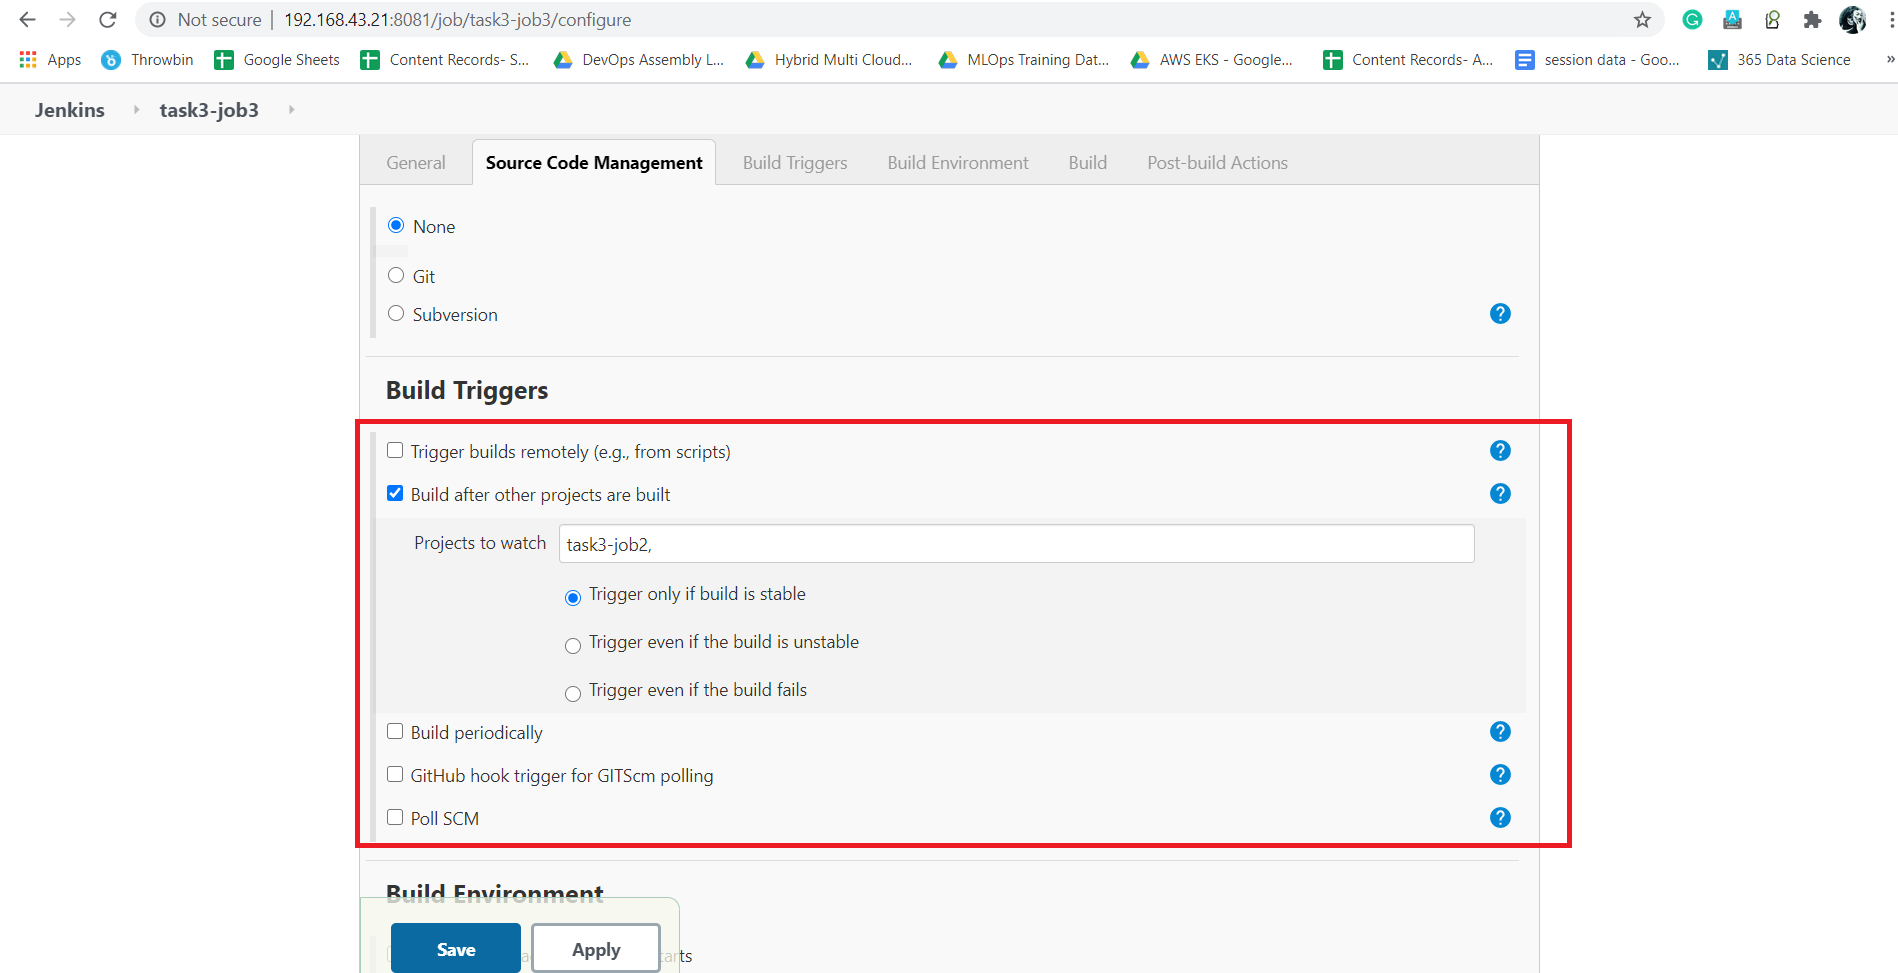 Not secure | 192.168.43.21:8081/job/task3-job3/configure
Apps Throwbin Google Sheets Content Records- S... DevOps Assembly L... Hybrid Multi Cloud... MLOps Training Dat... AWS EKS - Google... Content Records- A... session data - Goo... 365 Data Science »
Jenkins task3-job3
General Source Code Management Build Triggers Build Environment Build Post-build Actions
None
Git
Subversion
Build Triggers
Trigger builds remotely (e.g., from scripts)
Build after other projects are built
Projects to watch task3-job2,
Trigger only if build is stable
Trigger even if the build is unstable
Trigger even if the build fails
Build periodically
GitHub hook trigger for GITScm polling
Poll SCM
Build Environment
Save Apply